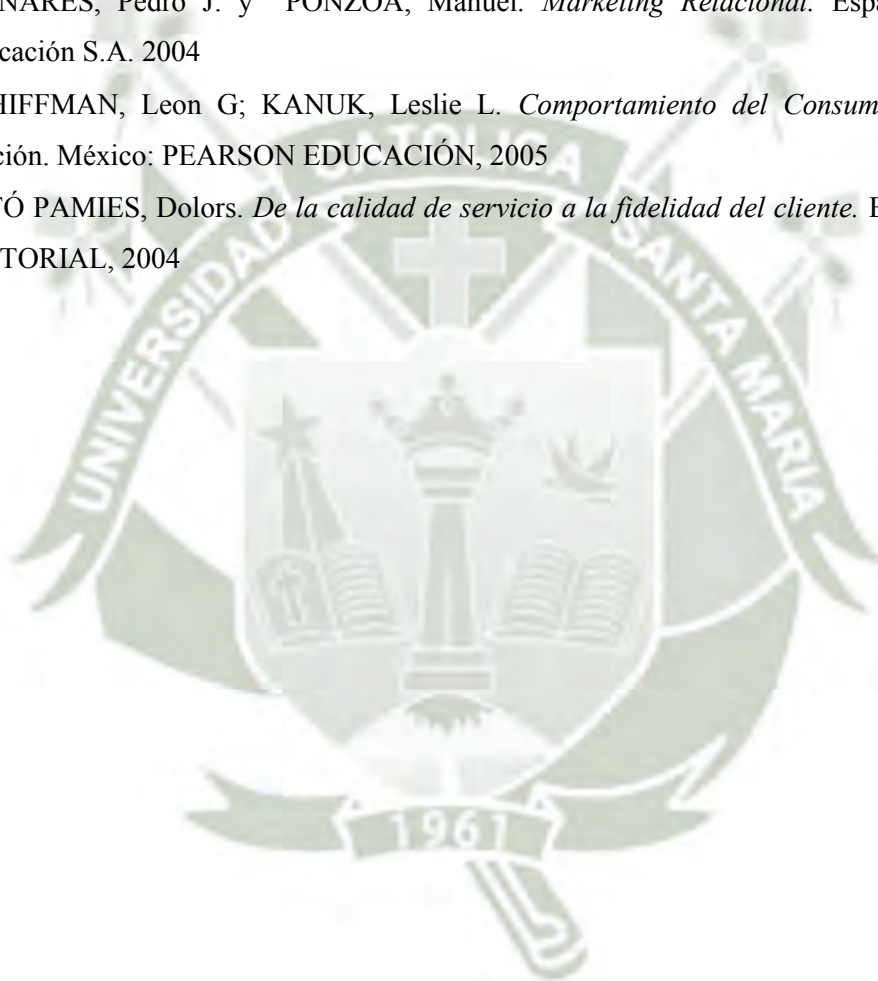 NARES, Pedro J. y PONZOA, Manuel. Marketing Relacional. Espa
cación S.A. 2004
HIFFMAN, Leon G; KANUK, Leslie L. Comportamiento del Consum
ción. México: PEARSON EDUCACIÓN, 2005
TÓ PAMIES, Dolors. De la calidad de servicio a la fidelidad del cliente. E
TORIAL, 2004
UNIVERSIDAD CATOLICA SANTA MARIA
1961